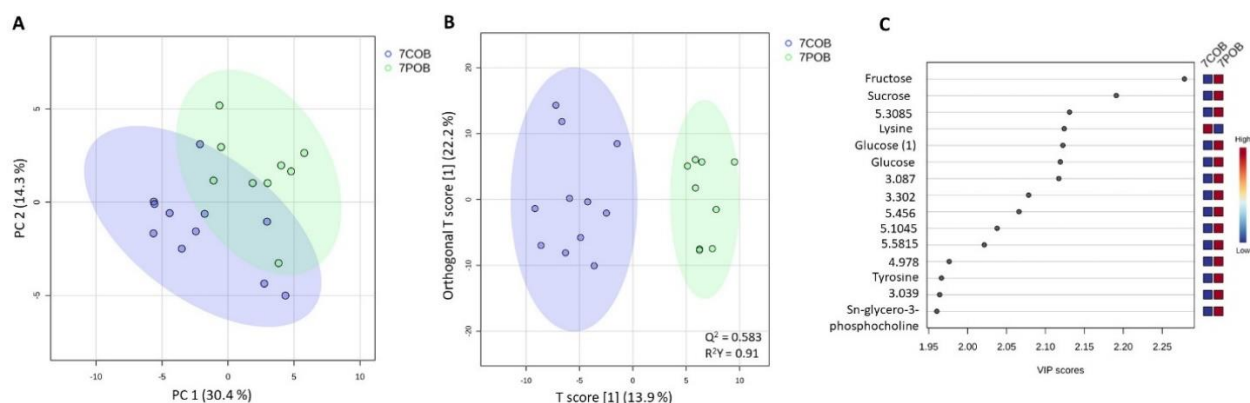 A
7COB
7POB
5
0
-5
-10
-5
0
5
10
PC 2 (14.3 %)
PC 1 (30.4 %)
B
7COB
7POB
20
10
0
-10
-20
-10
-5
0
5
10
Orthogonal T score [1] (22.2 %)
T score [1] (13.9 %)
Q² = 0.583
R²Y = 0.91
C
7COB
7POB
Fructose
Sucrose
5.3085
Lysine
Glucose (1)
Glucose
3.087
3.302
5.456
5.1045
5.5815
4.978
Tyrosine
3.039
Sn-glycero-3-
phosphocholine
1.95
2.00
2.05
2.10
2.15
2.20
2.25
VIP scores
High
Low